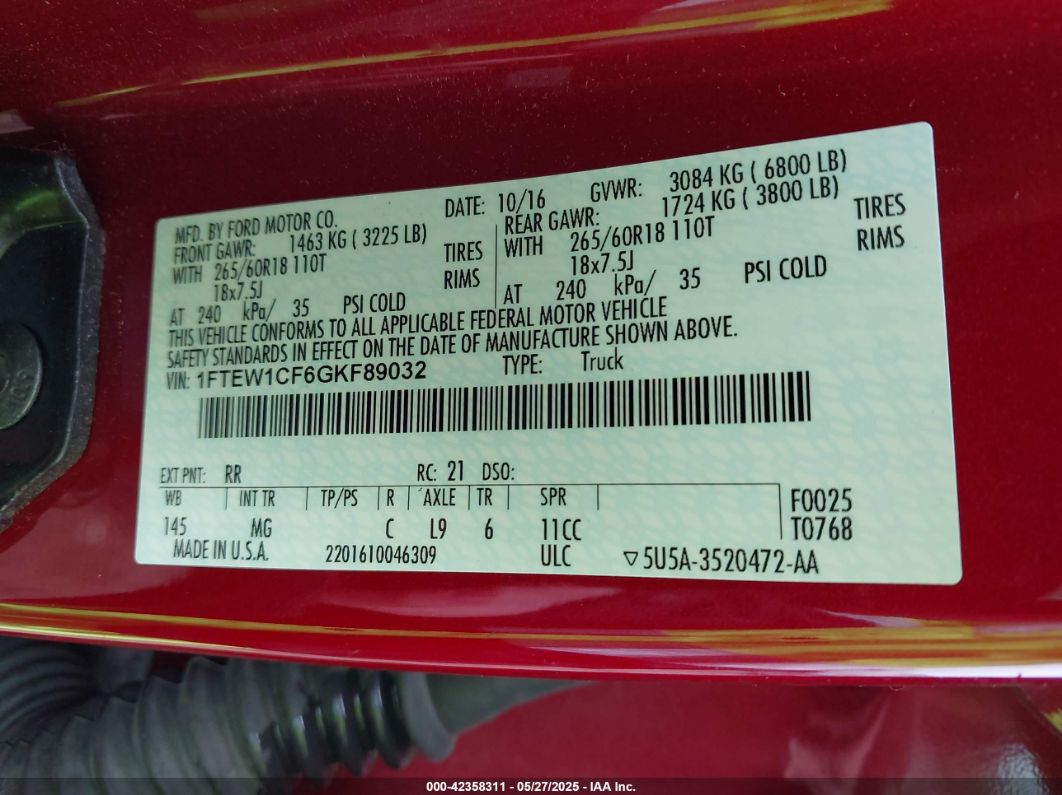 MFD. BY FORD MOTOR CO.
DATE: 10/16 GVWR: 3084 KG ( 6800 LB)
FRONT GAWR: 1463 KG ( 3225 LB)
REAR GAWR: 1724 KG ( 3800 LB)
WITH 265/60R18 110T TIRES
WITH 265/60R18 110T TIRES
18x7.5J RIMS
18x7.5J RIMS
AT 240 kPa/ 35 PSI COLD
AT 240 kPa/ 35 PSI COLD
THIS VEHICLE CONFORMS TO ALL APPLICABLE FEDERAL MOTOR VEHICLE
SAFETY STANDARDS IN EFFECT ON THE DATE OF MANUFACTURE SHOWN ABOVE.
VIN: 1FTEW1CF6GKF89032 TYPE: Truck
EXT PNT: RR RC: 21 DSO:
WB INT TR TP/PS R AXLE TR SPR F0025
145 MG C L9 6 11CC T0768
MADE IN U.S.A. 2201610046309 ULC ▽5U5A-3520472-AA
000-42358311 - 05/27/2025 - IAA Inc.